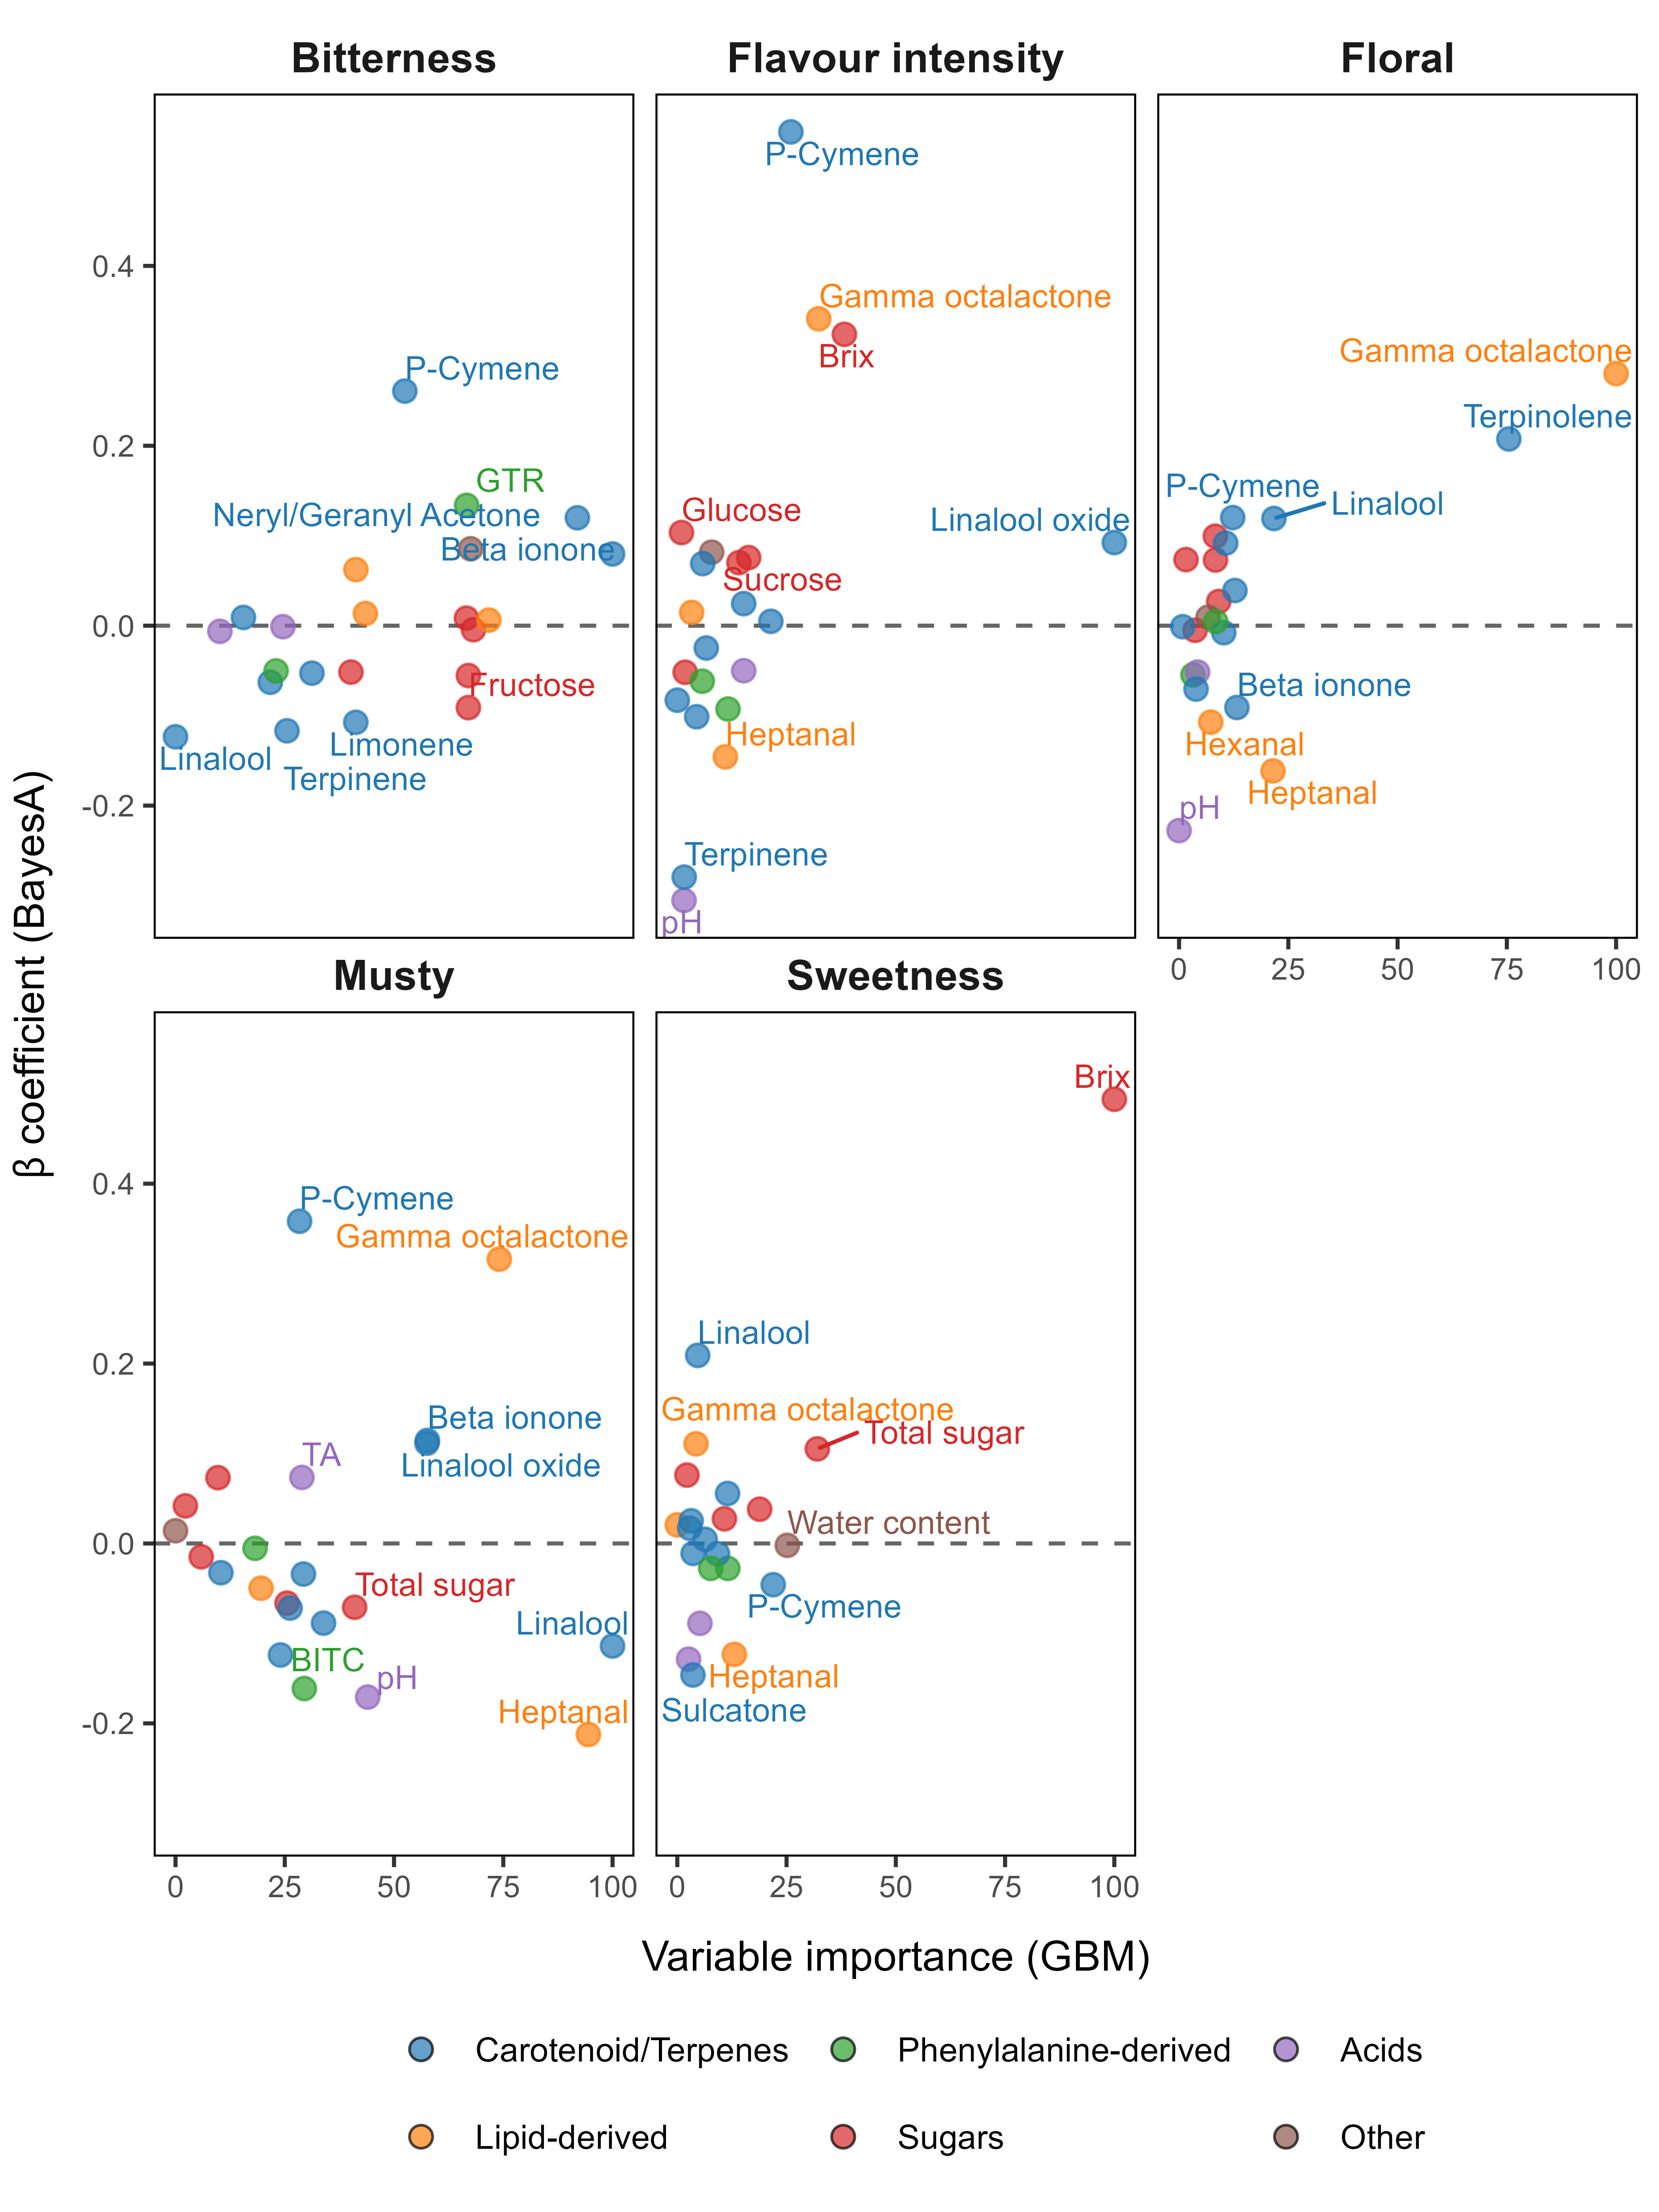 Bitterness
Flavour intensity
Floral
P-Cymene
GTR
Neryl/Geranyl Acetone
Beta ionone
Fructose
Limonene
Linalool
Terpinene
P-Cymene
Gamma octalactone
Brix
Glucose
Linalool oxide
Sucrose
Heptanal
Terpinene
pH
Gamma octalactone
Terpinolene
P-Cymene
Linalool
Beta ionone
Hexanal
Heptanal
pH
0.4
0.2
0.0
-0.2
0 25 50 75 100
β coefficient (BayesA)
Musty
Sweetness
P-Cymene
Gamma octalactone
Beta ionone
Linalool oxide
TA
Total sugar
Linalool
BITC
pH
Heptanal
Brix
Linalool
Gamma octalactone
Total sugar
Water content
P-Cymene
Heptanal
Sulcatone
0.4
0.2
0.0
-0.2
0 25 50 75 100
0 25 50 75 100
Variable importance (GBM)
Carotenoid/Terpenes
Phenylalanine-derived
Acids
Lipid-derived
Sugars
Other